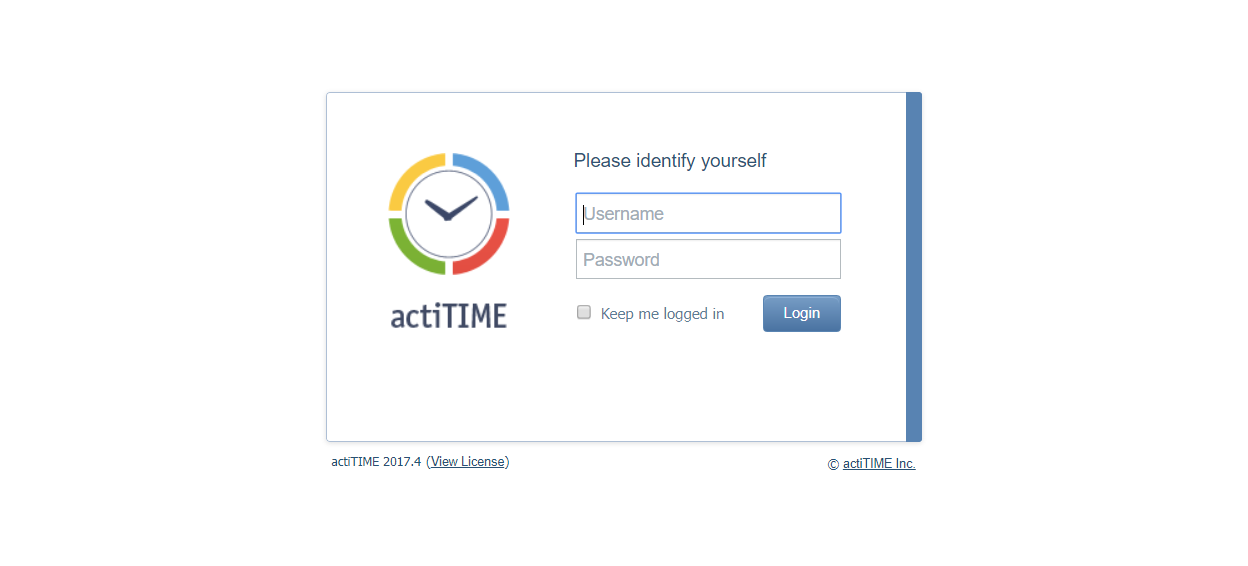 Please identify yourself
Username
Password
Keep me logged in
Login
actiTIME
actiTIME 2017.4 (View License)
© actiTIME Inc.